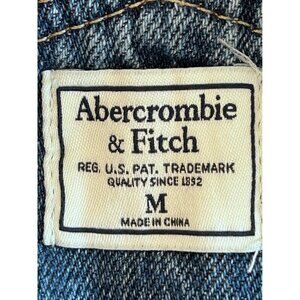 Abercrombie
& Fitch
REG. U.S. PAT. TRADEMARK
QUALITY SINCE 1892
M
MADE IN CHINA